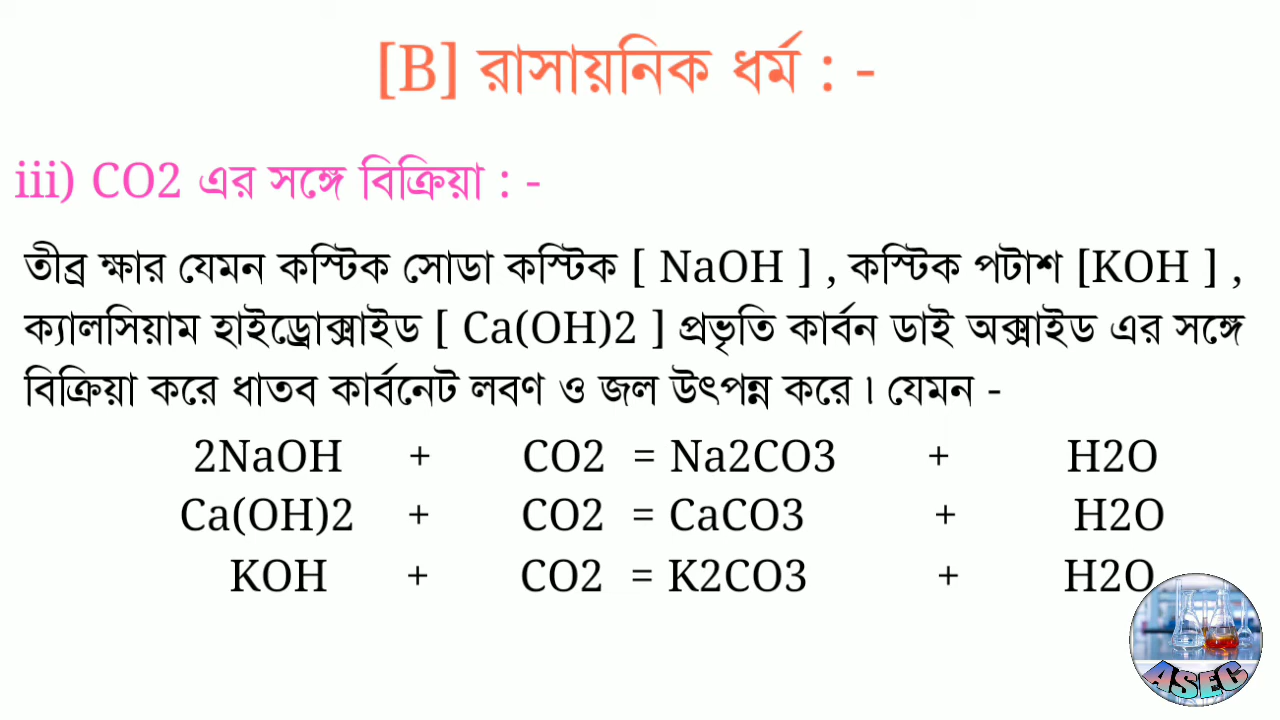 [B] রাসায়নিক ধর্ম : -
iii) CO2 এর সঙ্গে বিক্রিয়া : -
তীব্র ক্ষার যেমন কস্টিক সোডা কস্টিক [ NaOH ] , কস্টিক পটাশ [KOH ] ,
ক্যালসিয়াম হাইড্রোক্সাইড [ Ca(OH)2 ] প্রভৃতি কার্বন ডাই অক্সাইড এর সঙ্গে
বিক্রিয়া করে ধাতব কার্বনেট লবণ ও জল উৎপন্ন করে । যেমন -
2NaOH + CO2 = Na2CO3 + H2O
Ca(OH)2 + CO2 = CaCO3 + H2O
KOH + CO2 = K2CO3 + H2O
ASEC